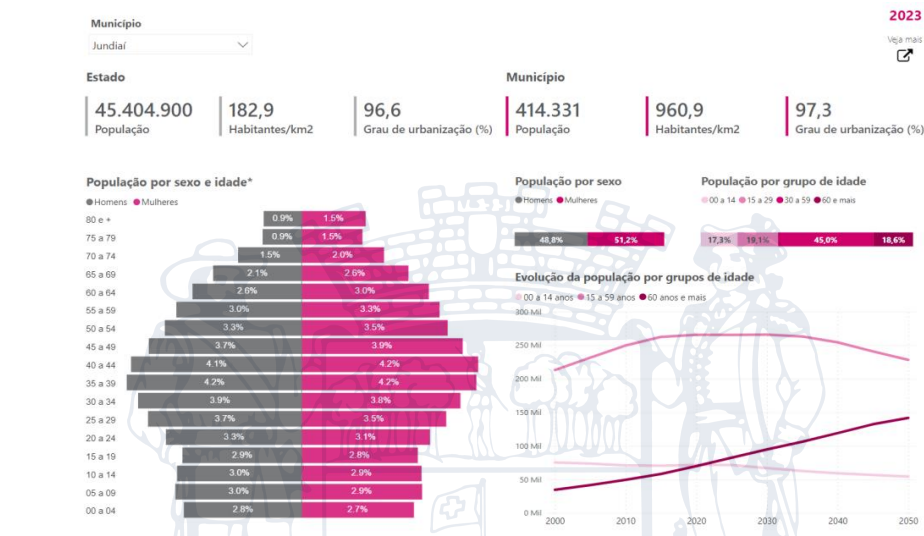 2023
Município
Jundiaí
Veja mais
Estado
Município
45.404.900
População
182,9
Habitantes/km2
96,6
Grau de urbanização (%)
414.331
População
960,9
Habitantes/km2
97,3
Grau de urbanização (%)
População por sexo e idade*
Homens Mulheres
80 e + 0.9% 1.5%
75 a 79 0.9% 1.5%
70 a 74 1.5% 2.0%
65 a 69 2.1% 2.6%
60 a 64 2.6% 3.0%
55 a 59 3.0% 3.3%
50 a 54 3.3% 3.5%
45 a 49 3.7% 3.9%
40 a 44 4.1% 4.2%
35 a 39 4.2% 4.2%
30 a 34 3.9% 3.8%
25 a 29 3.7% 3.5%
20 a 24 3.3% 3.1%
15 a 19 2.9% 2.8%
10 a 14 3.0% 2.9%
05 a 09 3.0% 2.9%
00 a 04 2.8% 2.7%
População por sexo
Homens Mulheres
48,8% 51,2%
População por grupo de idade
00 a 14 15 a 29 30 a 59 60 e mais
17,3% 19,1% 45,0% 18,6%
Evolução da população por grupos de idade
00 a 14 anos 15 a 59 anos 60 anos e mais
300 Mil
250 Mil
200 Mil
150 Mil
100 Mil
50 Mil
0 Mil
2000 2010 2020 2030 2040 2050